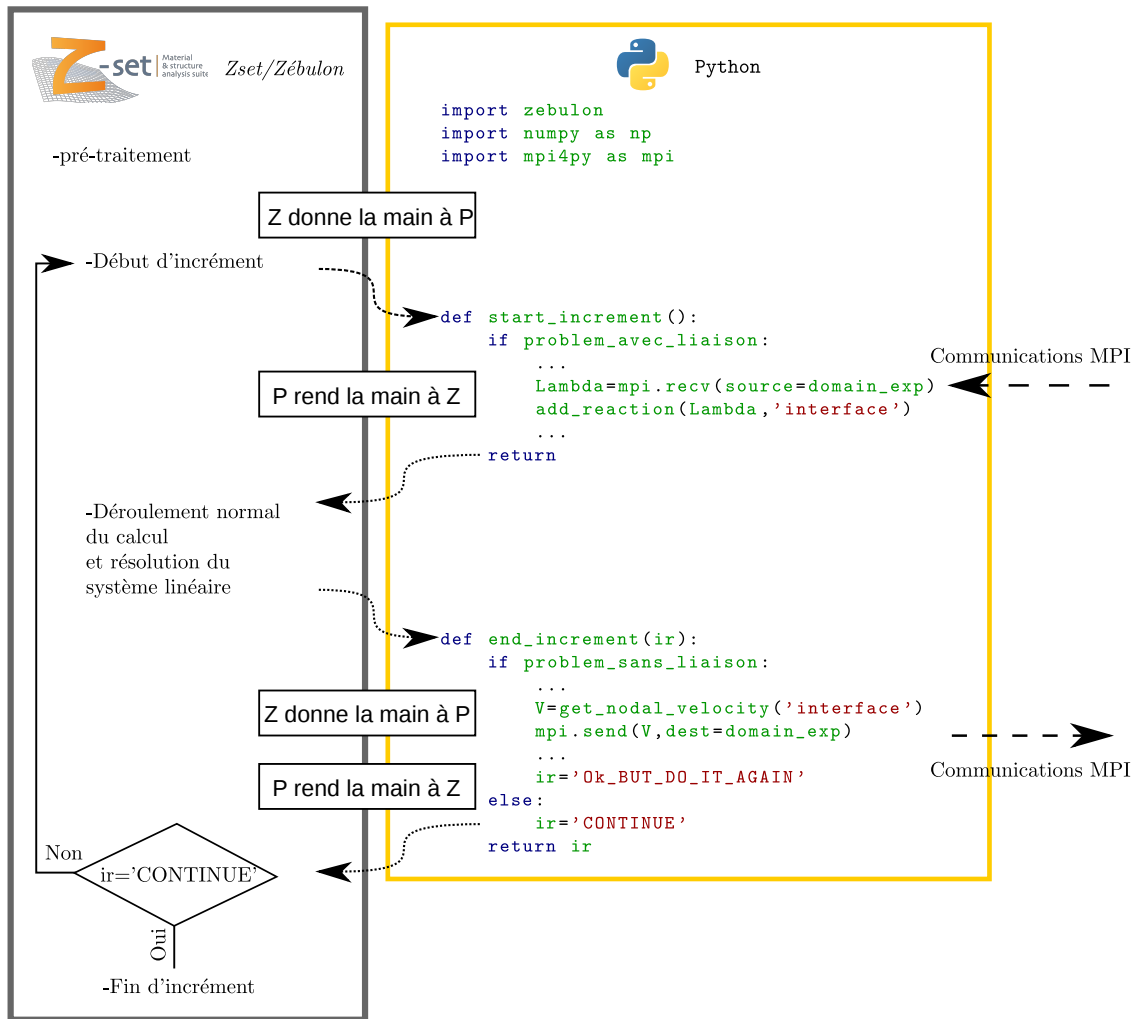 Z-set
Material
& structure
analysis suite
Zset/Zébulon
-pré-traitement
Python
import zebulon
import numpy as np
import mpi4py as mpi
Z donne la main à P
-Début d'incrément
def start_increment():
if problem_avec_liaison:
...
Lambda=mpi.recv(source=domain_exp)
add_reaction(Lambda,'interface')
...
return
Communications MPI
P rend la main à Z
-Déroulement normal
du calcul
et résolution du
système linéaire
def end_increment(ir):
if problem_sans_liaison:
...
V=get_nodal_velocity('interface')
mpi.send(V,dest=domain_exp)
...
ir='Ok_BUT_DO_IT_AGAIN'
else:
ir='CONTINUE'
return ir
Z donne la main à P
Communications MPI
P rend la main à Z
Non
ir='CONTINUE'
Oui
-Fin d'incrément